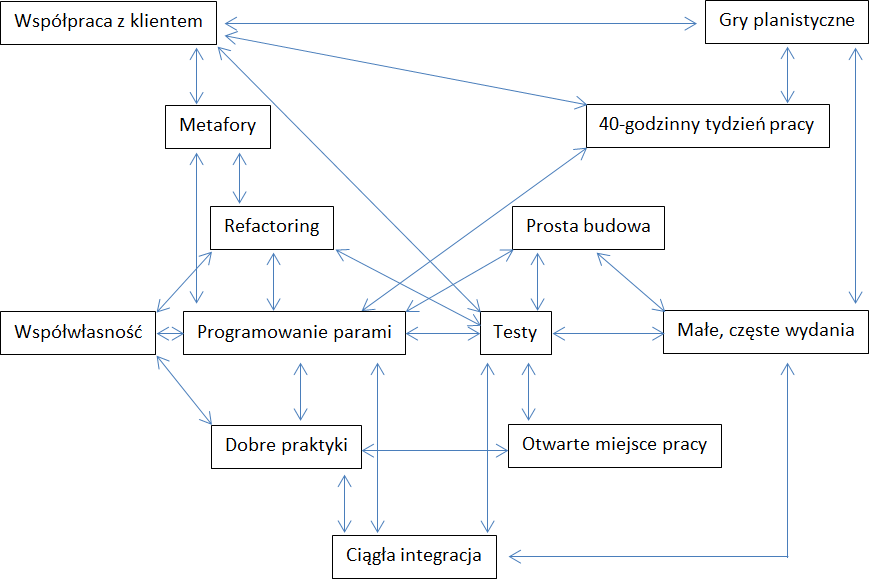 Współpraca z klientem
Gry planistyczne
Metafory
40-godzinny tydzień pracy
Refactoring
Prosta budowa
Współwłasność
Programowanie parami
Testy
Małe, częste wydania
Dobre praktyki
Otwarte miejsce pracy
Ciągła integracja